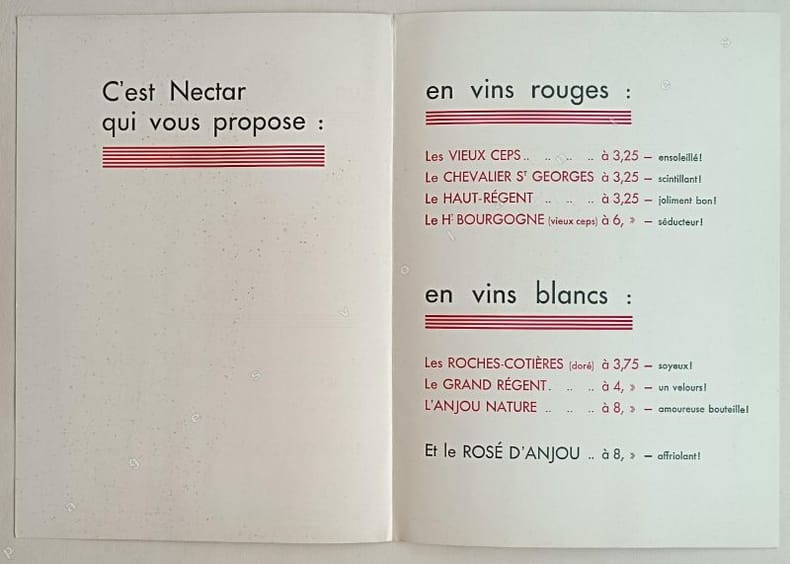 C'est Nectar
qui vous propose :
en vins rouges :
Les VIEUX CEPS .. .. .. .. à 3,25 — ensoleillé!
Le CHEVALIER Sᵗ GEORGES à 3,25 — scintillant!
Le HAUT-RÉGENT .. .. .. à 3,25 — joliment bon!
Le Hᵗ BOURGOGNE (vieux ceps) à 6, » — séducteur!
en vins blancs :
Les ROCHES-COTIÈRES (doré) à 3,75 — soyeux!
Le GRAND RÉGENT. .. .. à 4, » — un velours!
L'ANJOU NATURE .. .. .. à 8, » — amoureuse bouteille!
Et le ROSÉ D'ANJOU .. à 8, » — affriolant!